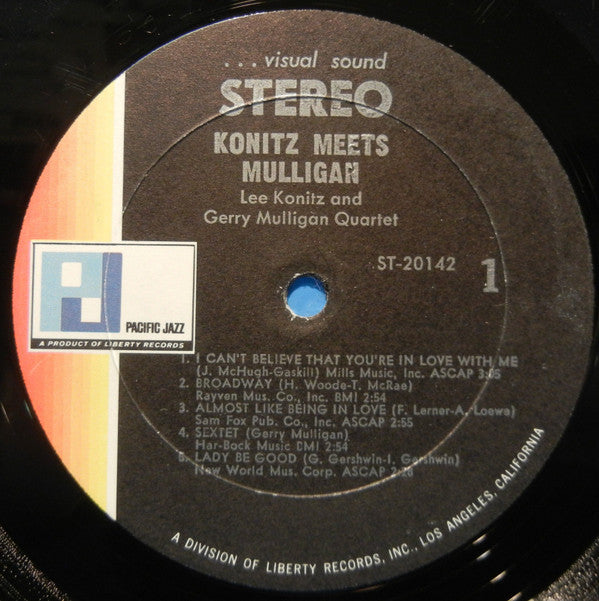 ...visual sound
STEREO
KONITZ MEETS
MULLIGAN
Lee Konitz and
Gerry Mulligan Quartet
ST-20142 1
PACIFIC JAZZ
A PRODUCT OF LIBERTY RECORDS
1. I CAN'T BELIEVE THAT YOU'RE IN LOVE WITH ME
(J. McHugh-Gaskill) Mills Music, Inc. ASCAP 3:05
2. BROADWAY (H. Woode-T. McRae)
Rayven Mus. Co., Inc. BMI 2:54
3. ALMOST LIKE BEING IN LOVE (F. Lerner-A. Loewe)
Sam Fox Pub. Co., Inc. ASCAP 2:55
4. SEXTET (Gerry Mulligan)
Har-Bock Music BMI 2:54
5. LADY BE GOOD (G. Gershwin-I. Gershwin)
New World Mus. Corp. ASCAP
A DIVISION OF LIBERTY RECORDS, INC., LOS ANGELES, CALIFORNIA